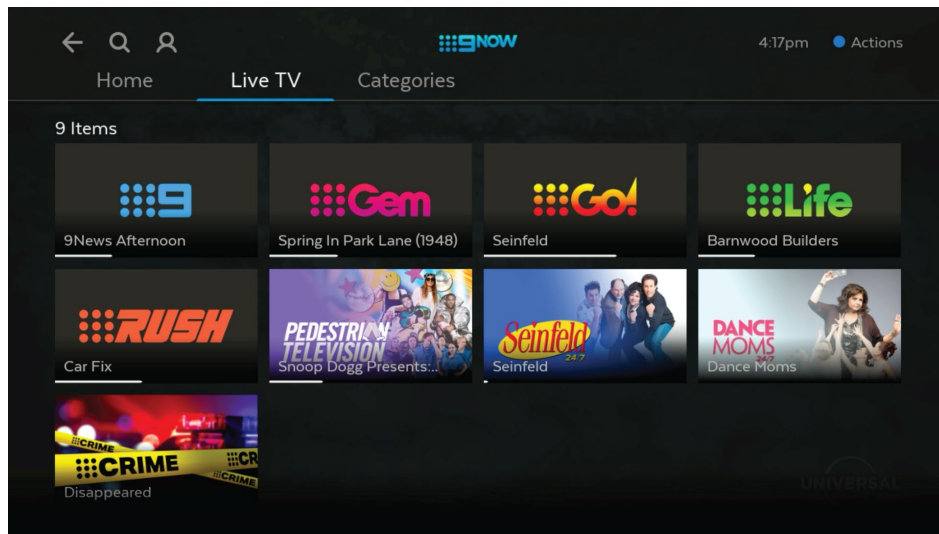 9NOW
4:17pm
Actions
Home
Live TV
Categories
9 Items
9
9News Afternoon
Gem
Spring In Park Lane (1948)
Go!
Seinfeld
Life
Barnwood Builders
RUSH
Car Fix
PEDESTRIAN
TELEVISION
Snoop Dogg Presents:...
Seinfeld
24/7
Seinfeld
DANCE
MOMS
24/7
Dance Moms
CRIME
CRIME
CR
CRIME
Disappeared
UNIVERSAL